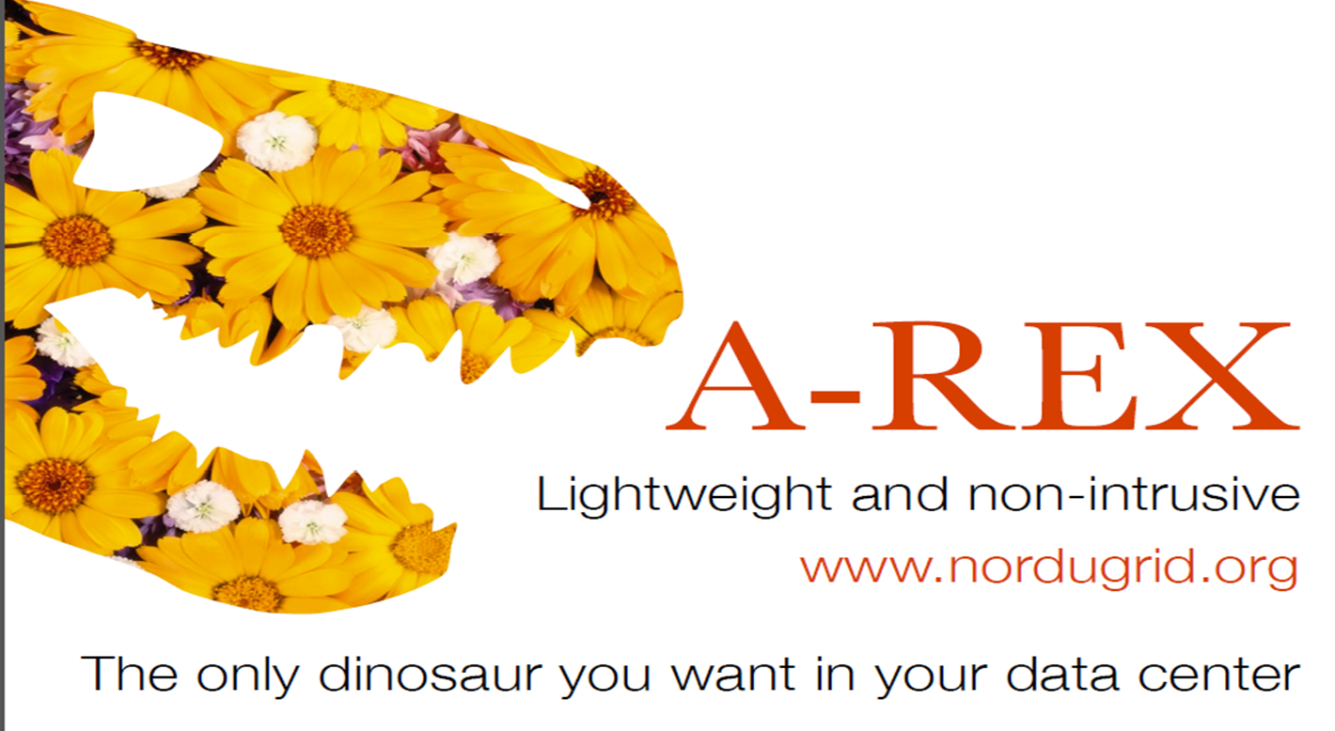 A-REX
Lightweight and non-intrusive
www.nordugrid.org
The only dinosaur you want in your data center